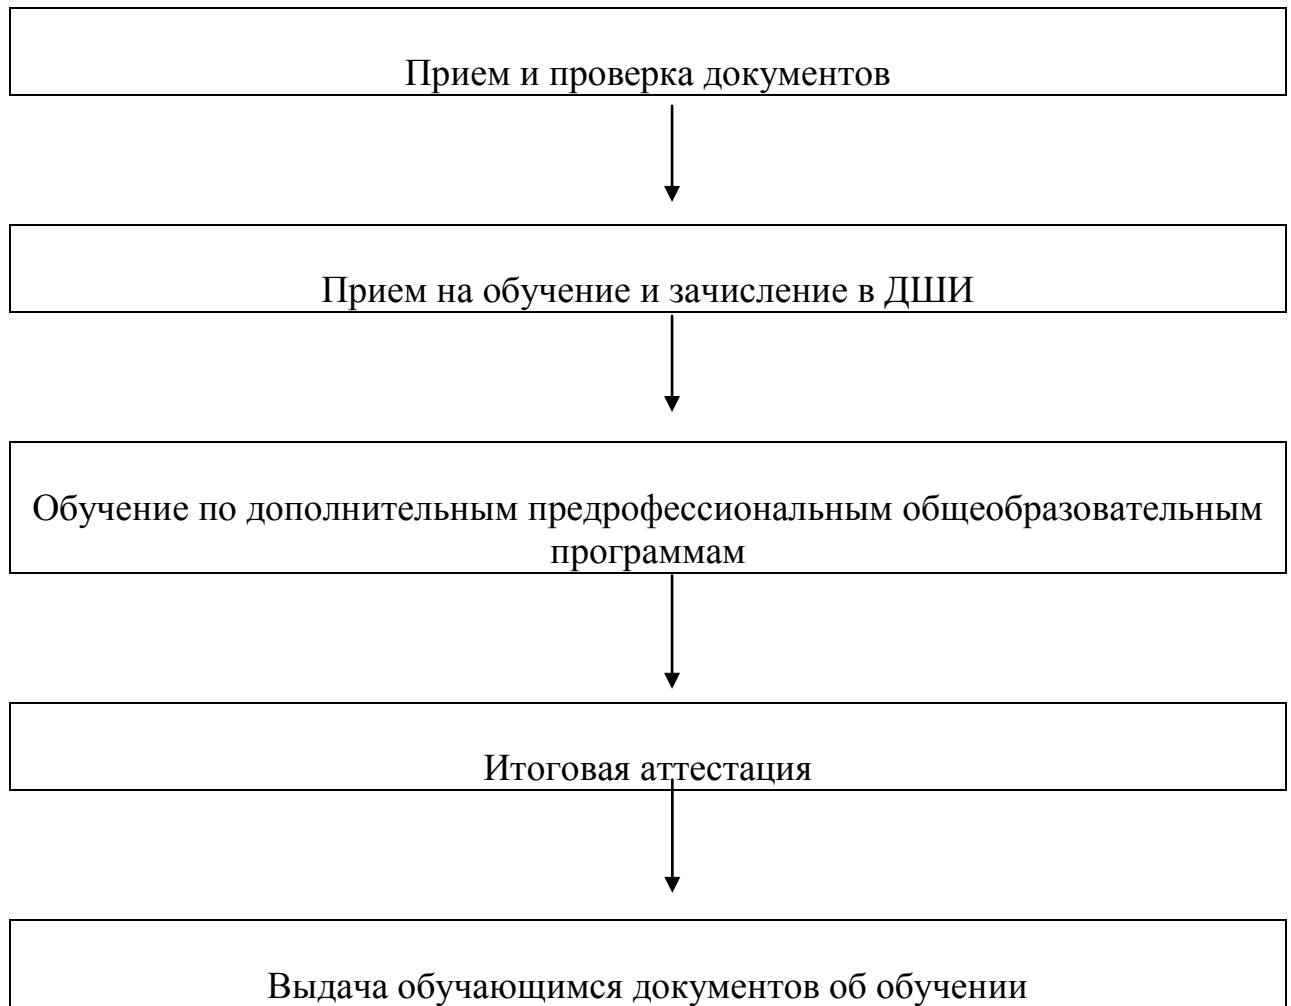 Прием и проверка документов
Прием на обучение и зачисление в ДШИ
Обучение по дополнительным предрофессиональным общеобразовательным
программам
Итоговая аттестация
Выдача обучающимся документов об обучении